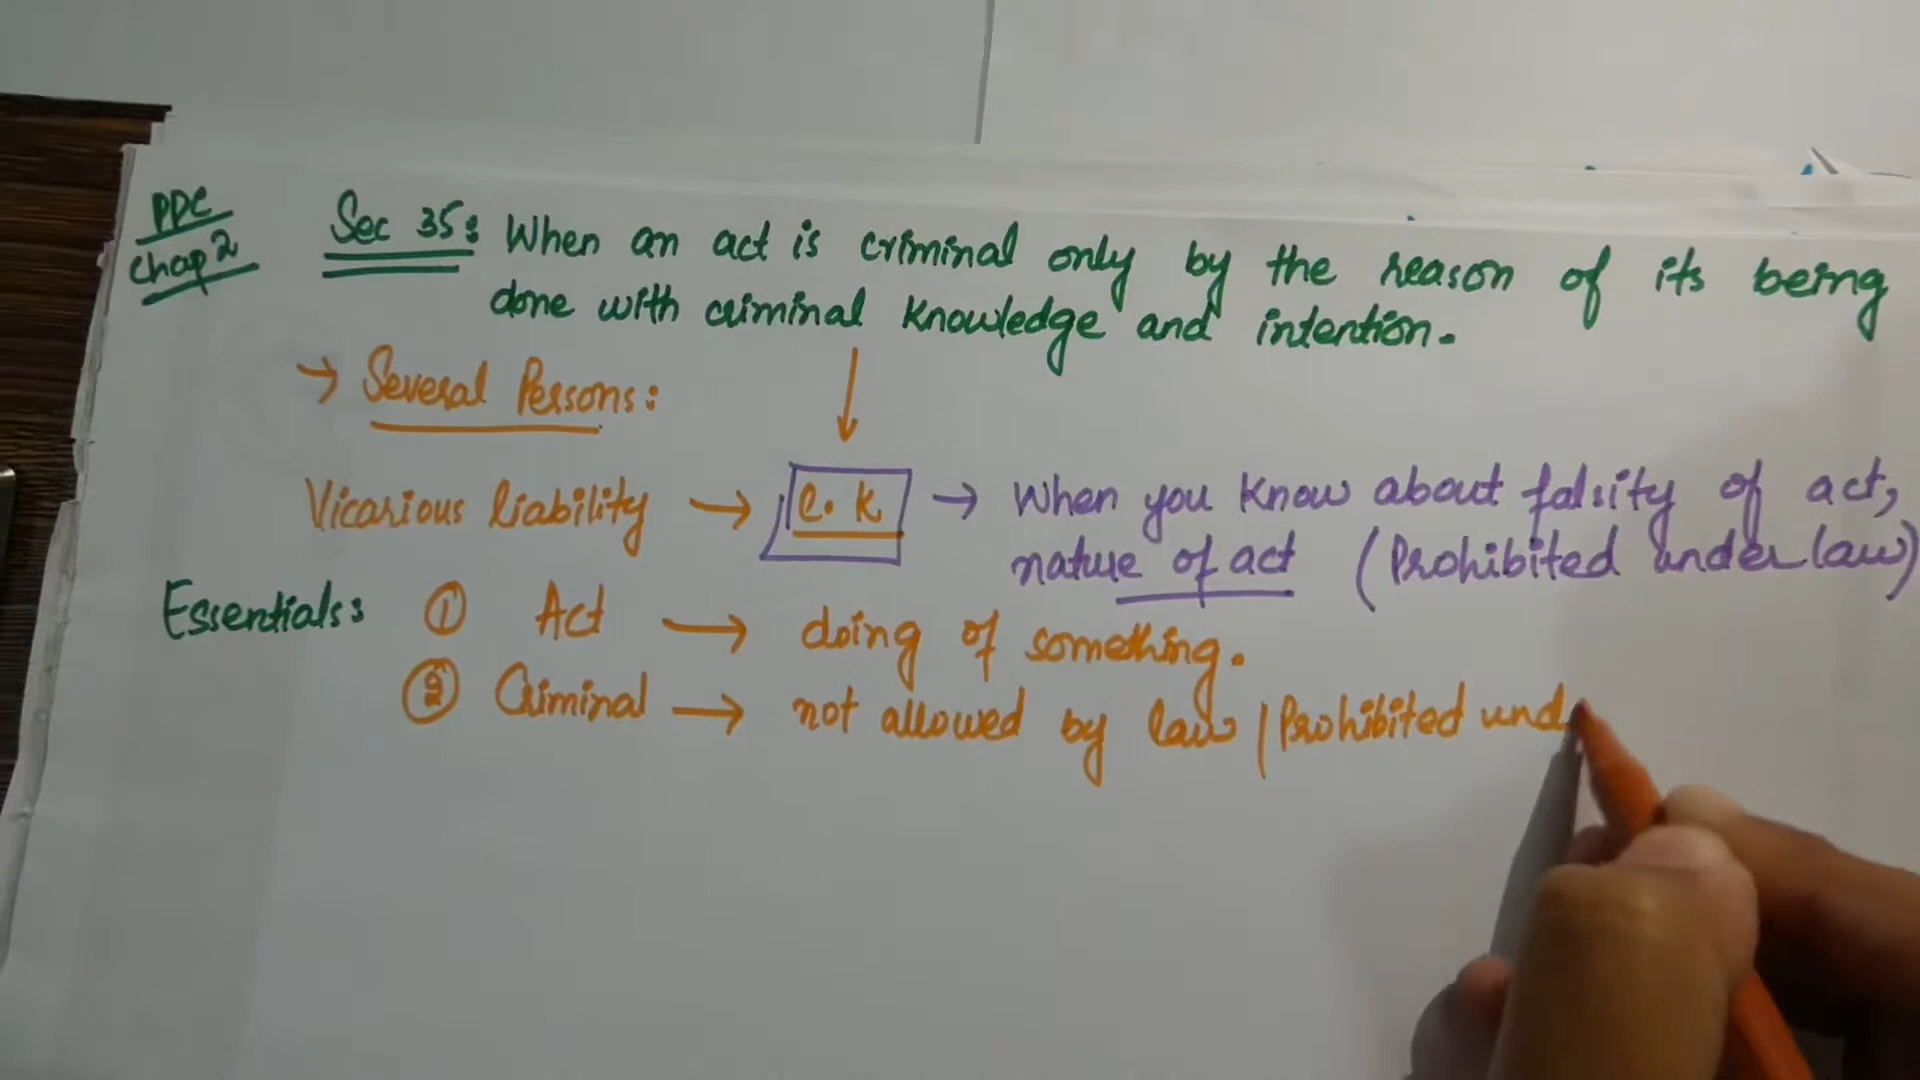 PPC
Chap 2
Sec 35: When an act is criminal only by the reason of its being
done with criminal knowledge and intention.
→ Several Persons:
Vicarious liability → C.K → When you know about falsity of act,
nature of act (Prohibited under law)
Essentials: ① Act → doing of something.
② Criminal → not allowed by law / Prohibited und